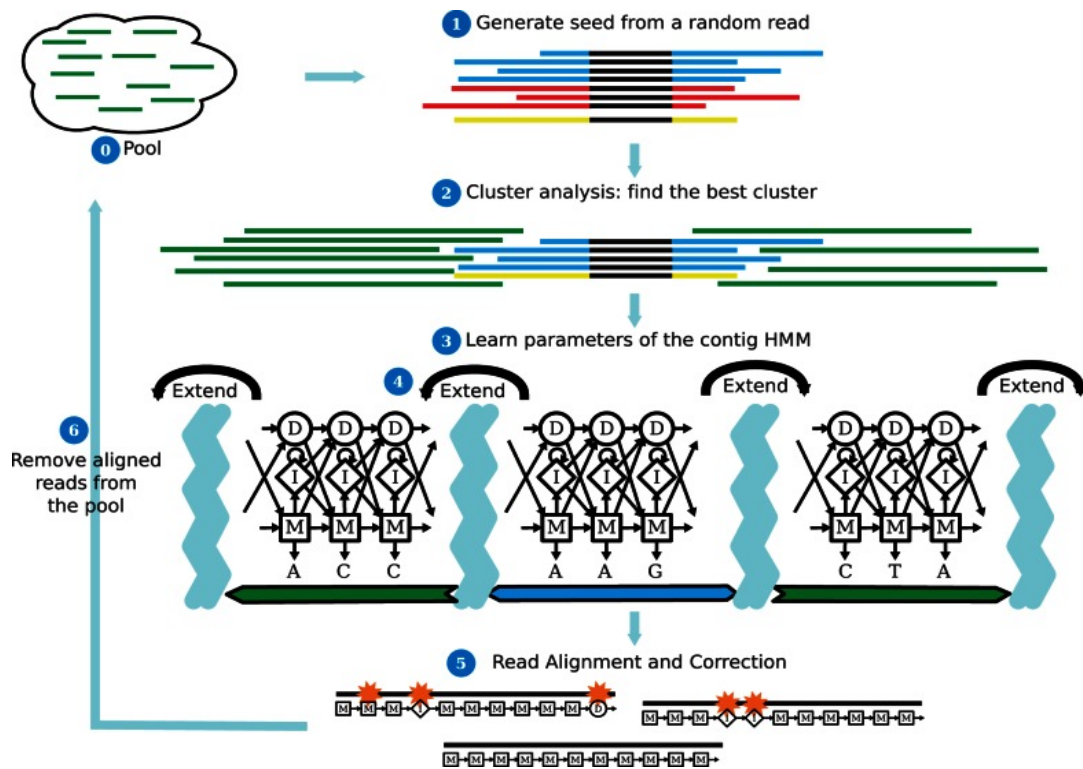 1 Generate seed from a random read
0 Pool
2 Cluster analysis: find the best cluster
3 Learn parameters of the contig HMM
Extend 4 Extend Extend Extend
D D D D D D D D D
6
Remove aligned
reads from
the pool
I I I I I I I I I
M M M M M M M M M
A C C A A G C T A
5 Read Alignment and Correction
M M M I M M M M M D
M M M I I M M M M M
M M M M M M M M M M